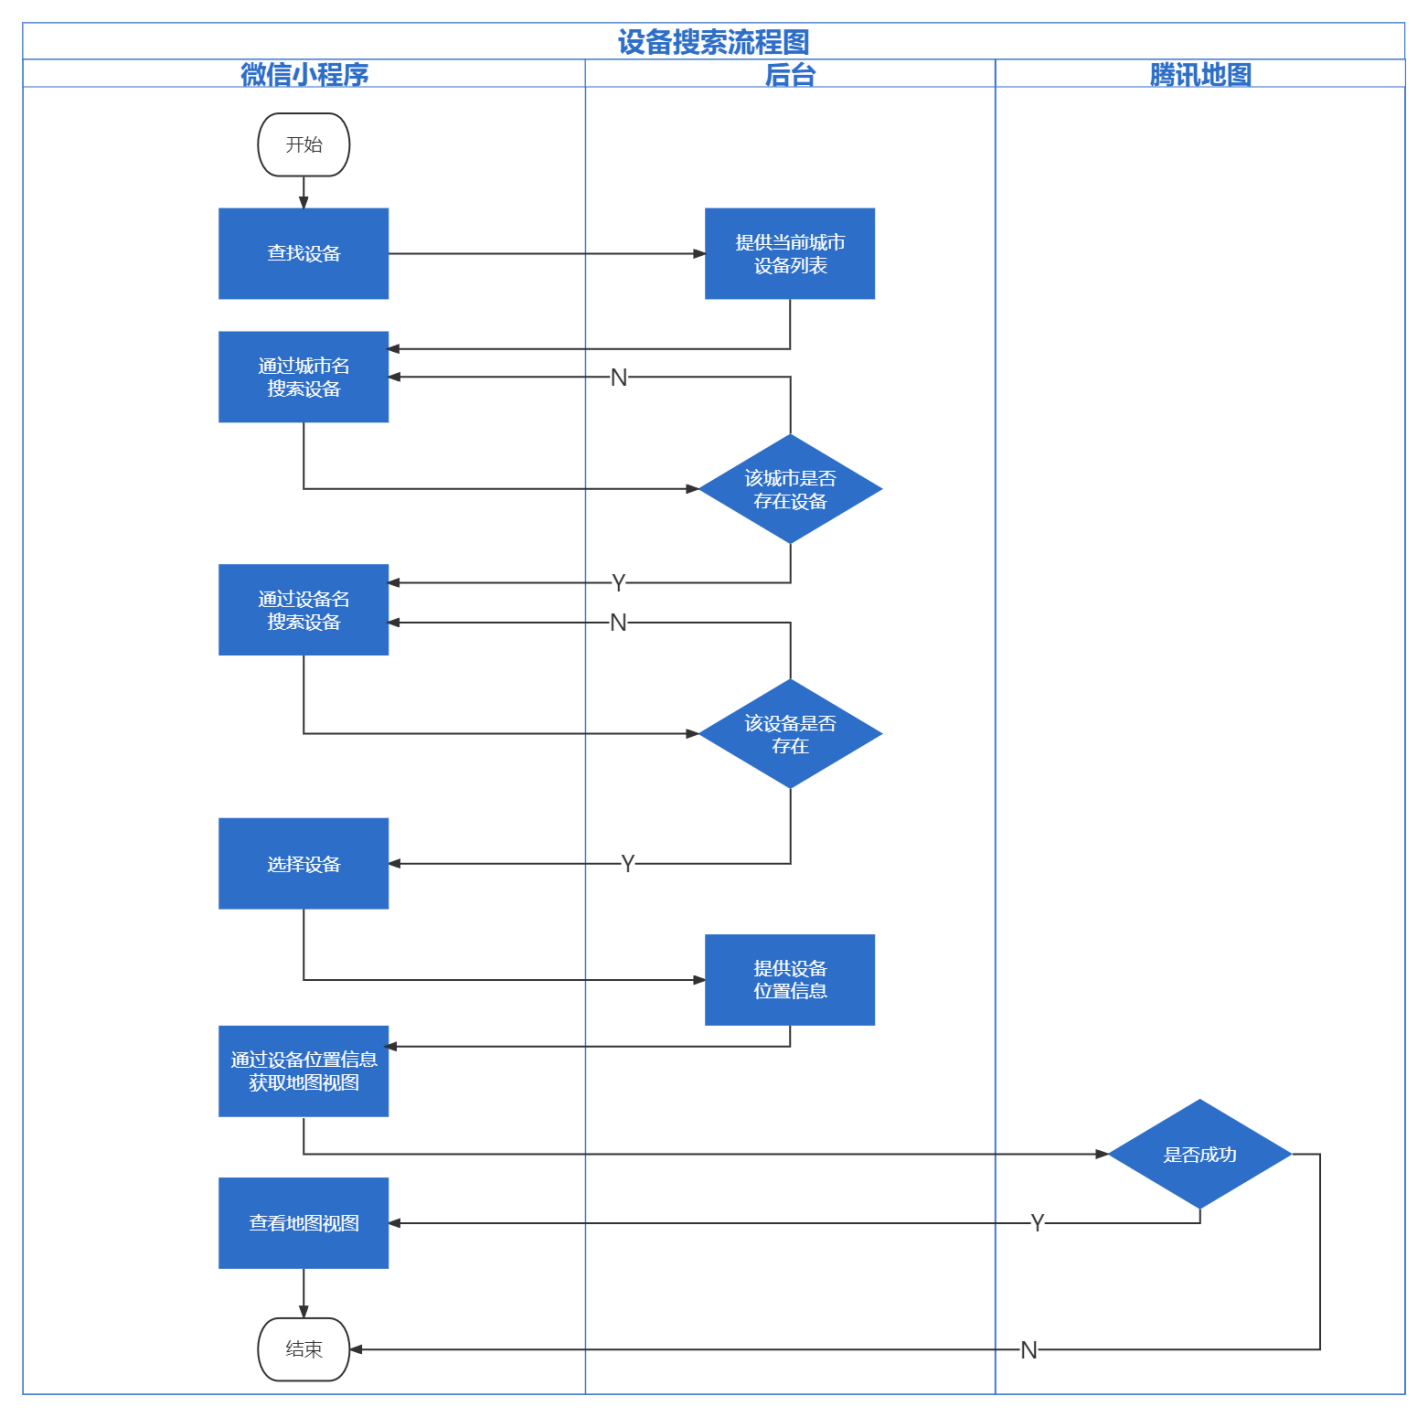 设备搜索流程图
微信小程序
后台
腾讯地图
开始
查找设备
提供当前城市
设备列表
通过城市名
搜索设备
N
该城市是否
存在设备
Y
通过设备名
搜索设备
N
该设备是否
存在
选择设备
Y
提供设备
位置信息
通过设备位置信息
获取地图视图
是否成功
查看地图视图
Y
结束
N